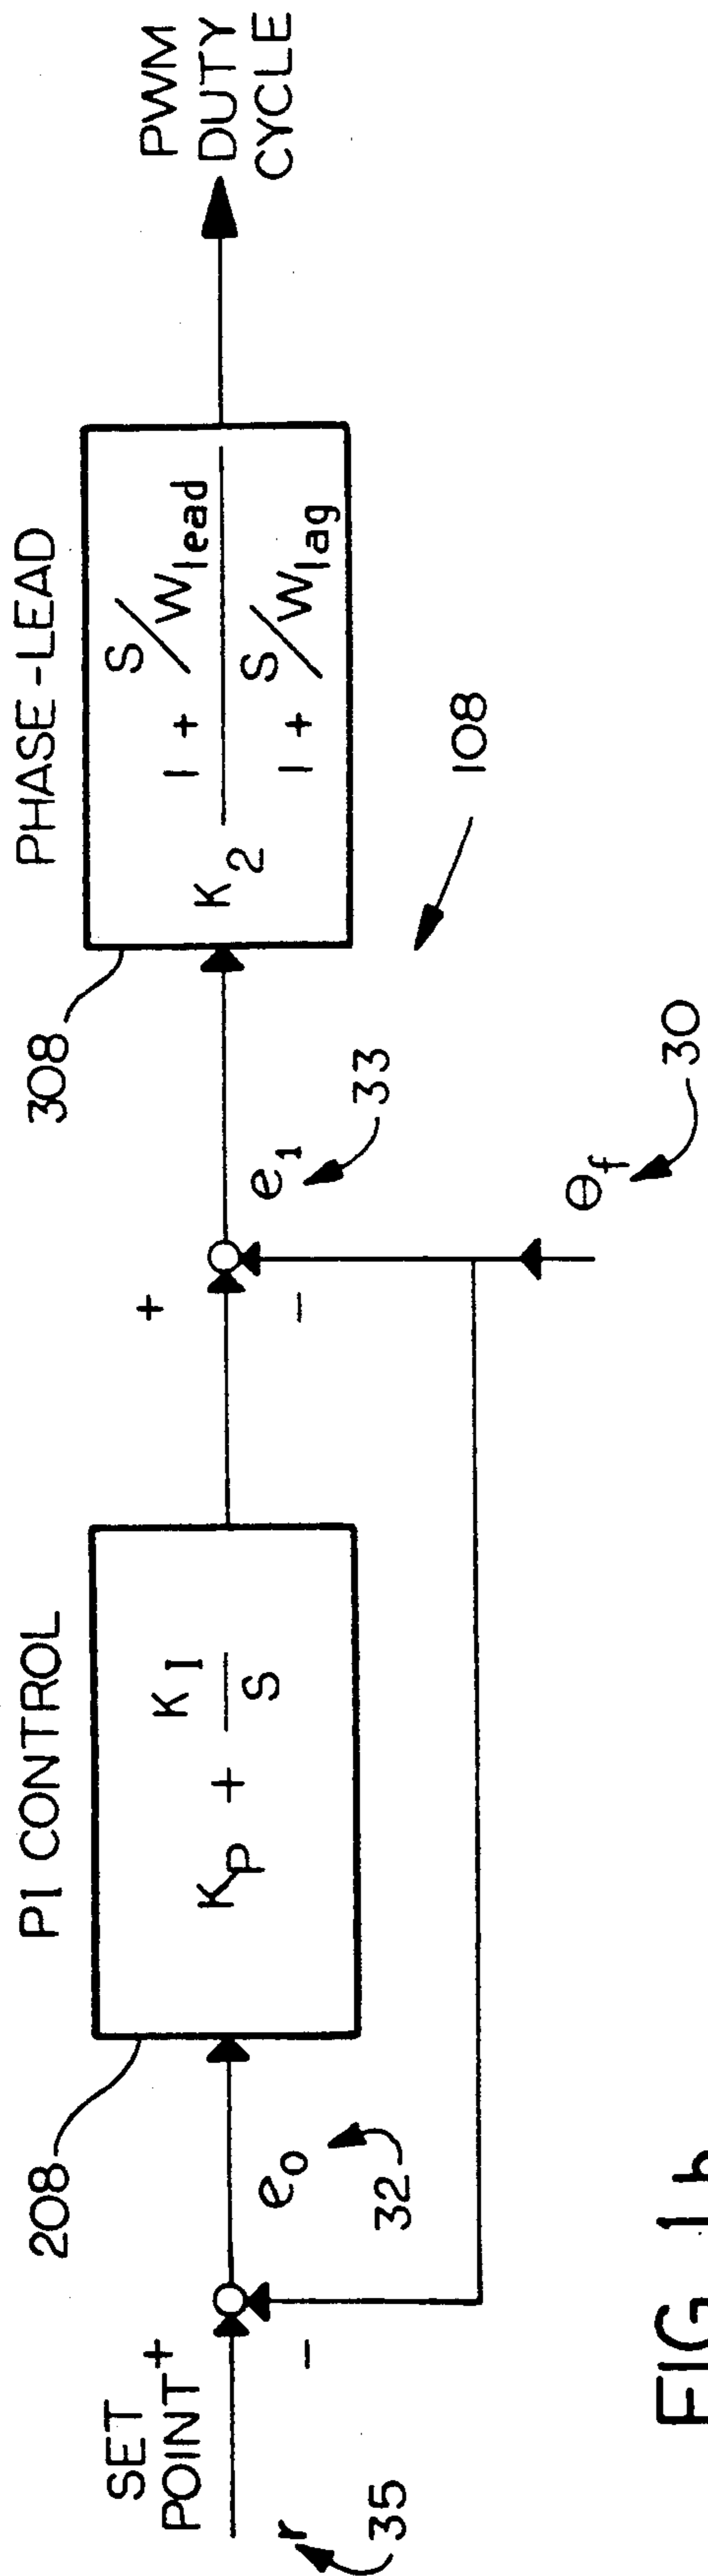 SET
POINT
+
−
r
35
e0
32
208
PI CONTROL
KP + KI
S
+
−
e1
33
θf
30
308
PHASE-LEAD
K2
1 + S/Wlead
1 + S/Wlag
108
PWM
DUTY
CYCLE
FIG. 1b